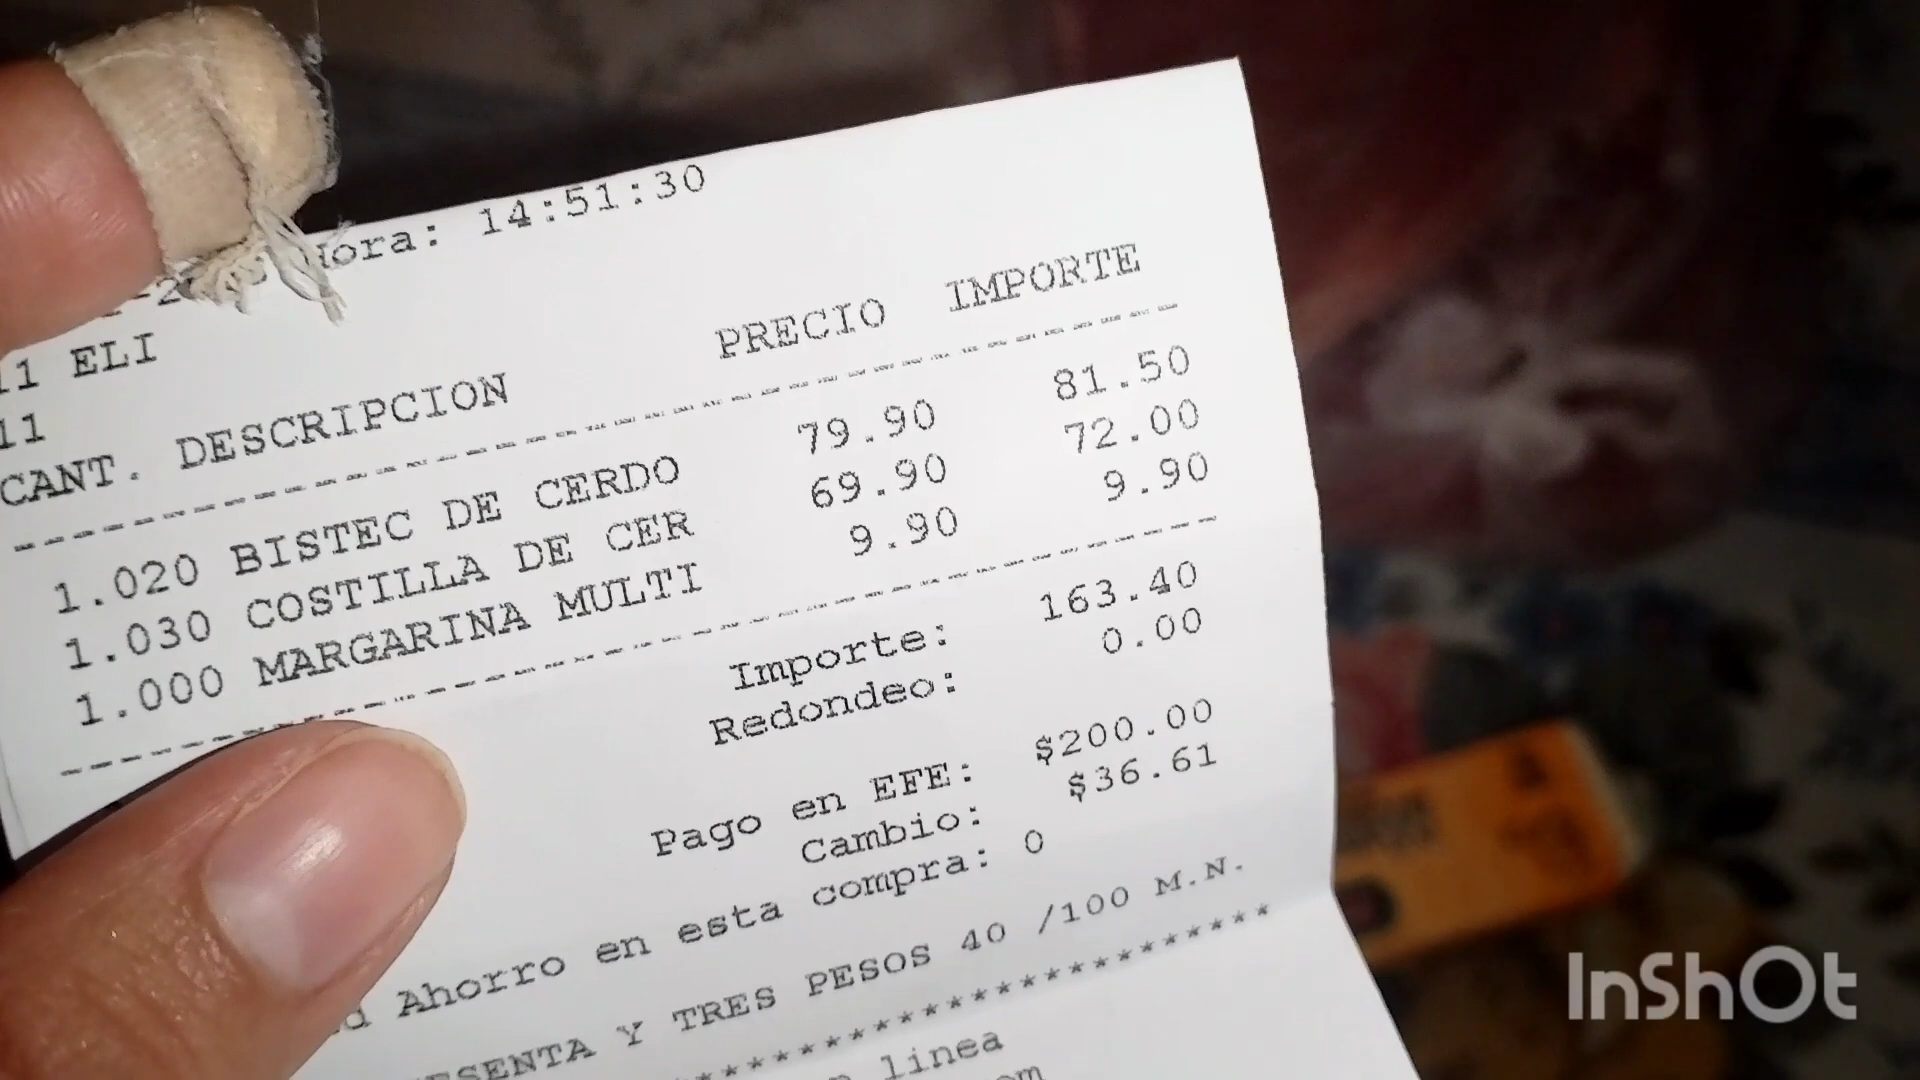 Hora: 14:51:30
11 ELI
11
CANT. DESCRIPCION PRECIO IMPORTE
1.020 BISTEC DE CERDO 79.90 81.50
1.030 COSTILLA DE CER 69.90 72.00
1.000 MARGARINA MULTI 9.90 9.90
Importe: 163.40
Redondeo: 0.00
Pago en EFE: $200.00
Cambio: $36.61
Ahorro en esta compra: 0
ESENTA Y TRES PESOS 40 /100 M.N.
******************************
linea
InShOt